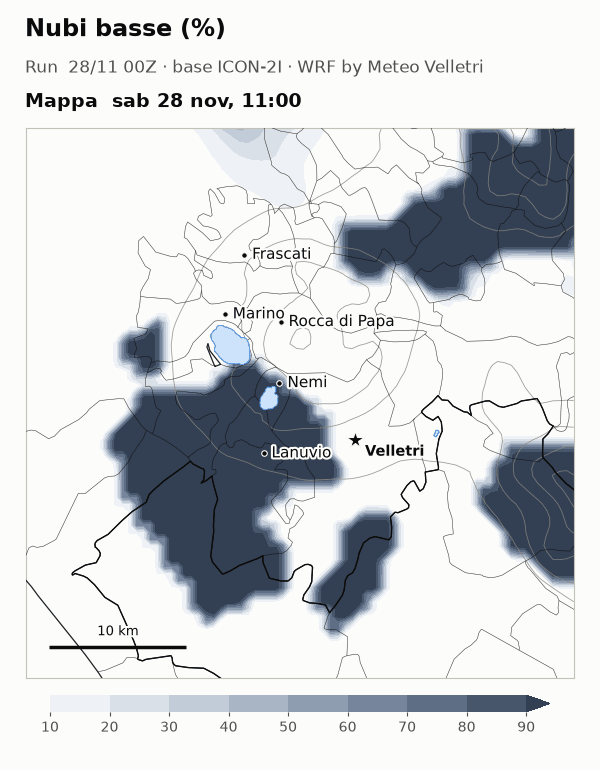 Nubi basse (%)
Run  28/11 00Z · base ICON-2I · WRF by Meteo Velletri
Mappa  sab 28 nov, 11:00
Frascati
Marino
Rocca di Papa
Nemi
Velletri
Lanuvio
10 km
10 20 30 40 50 60 70 80 90